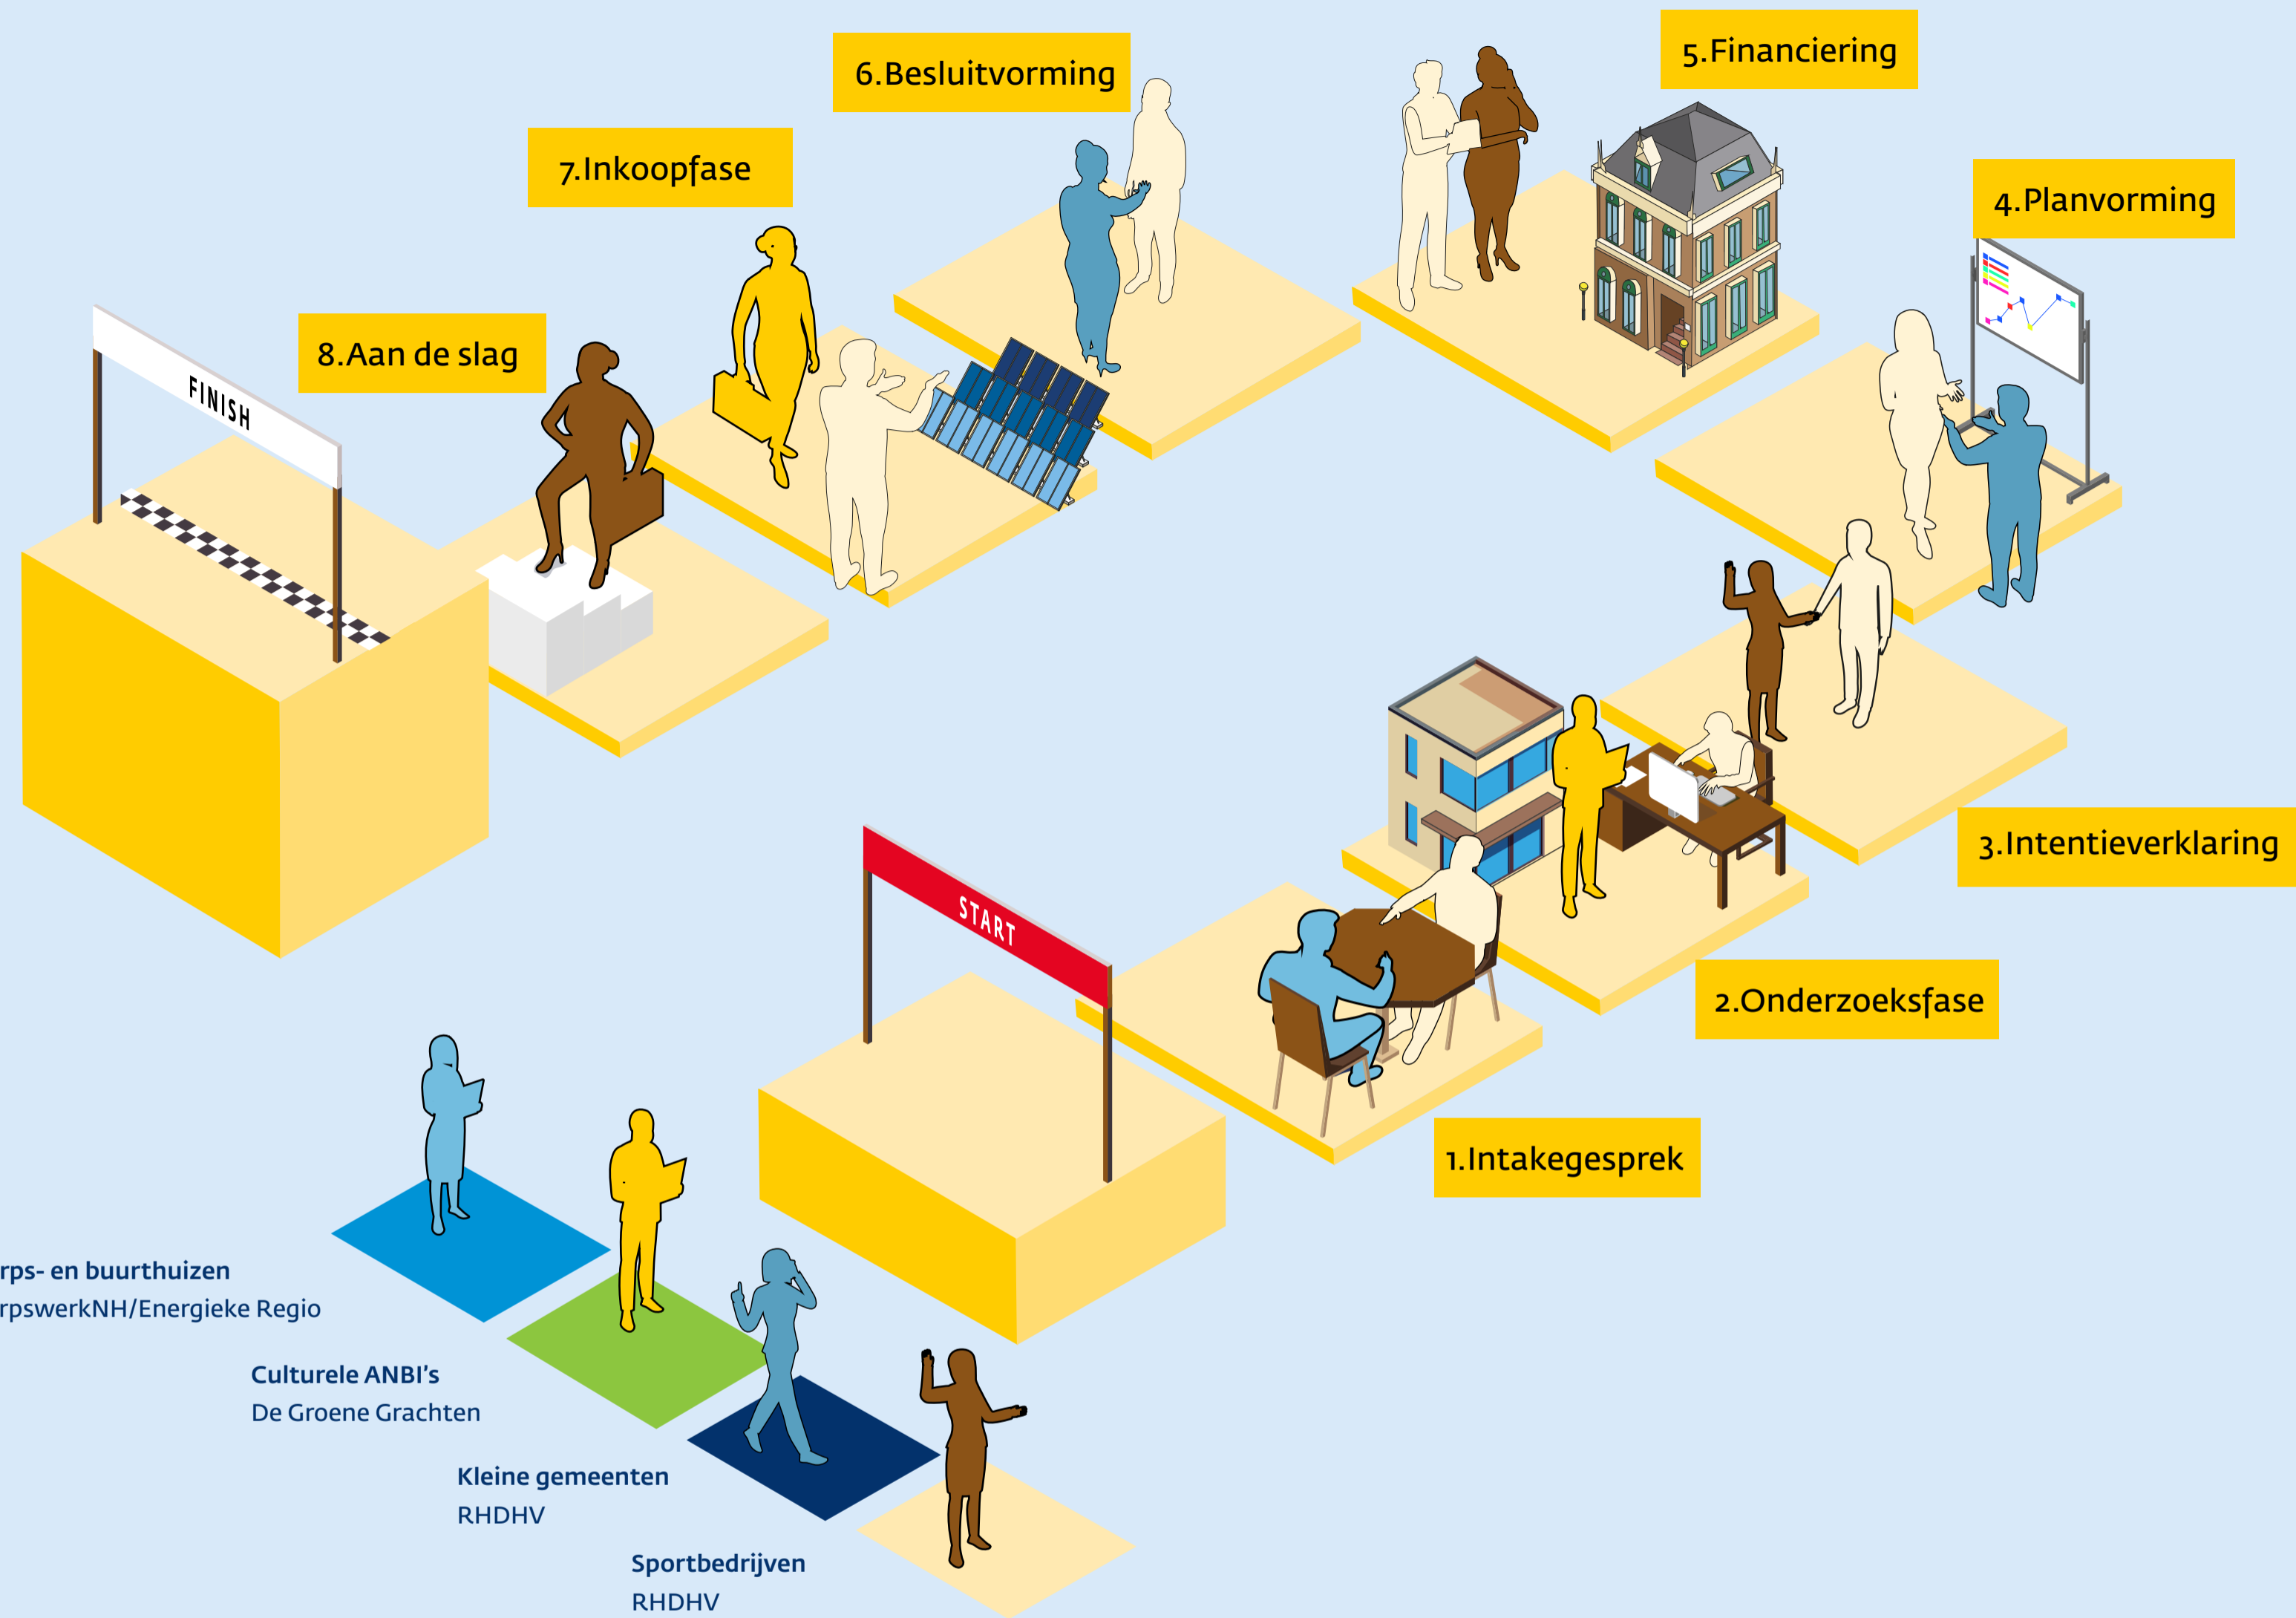 5.Financiering
6.Besluitvorming
7.Inkoopfase
4.Planvorming
8.Aan de slag
FINISH
3.Intentieverklaring
START
2.Onderzoeksfase
1.Intakegesprek
rps- en buurthuizen
rpswerkNH/Energieke Regio
Culturele ANBI's
De Groene Grachten
Kleine gemeenten
RHDHV
Sportbedrijven
RHDHV